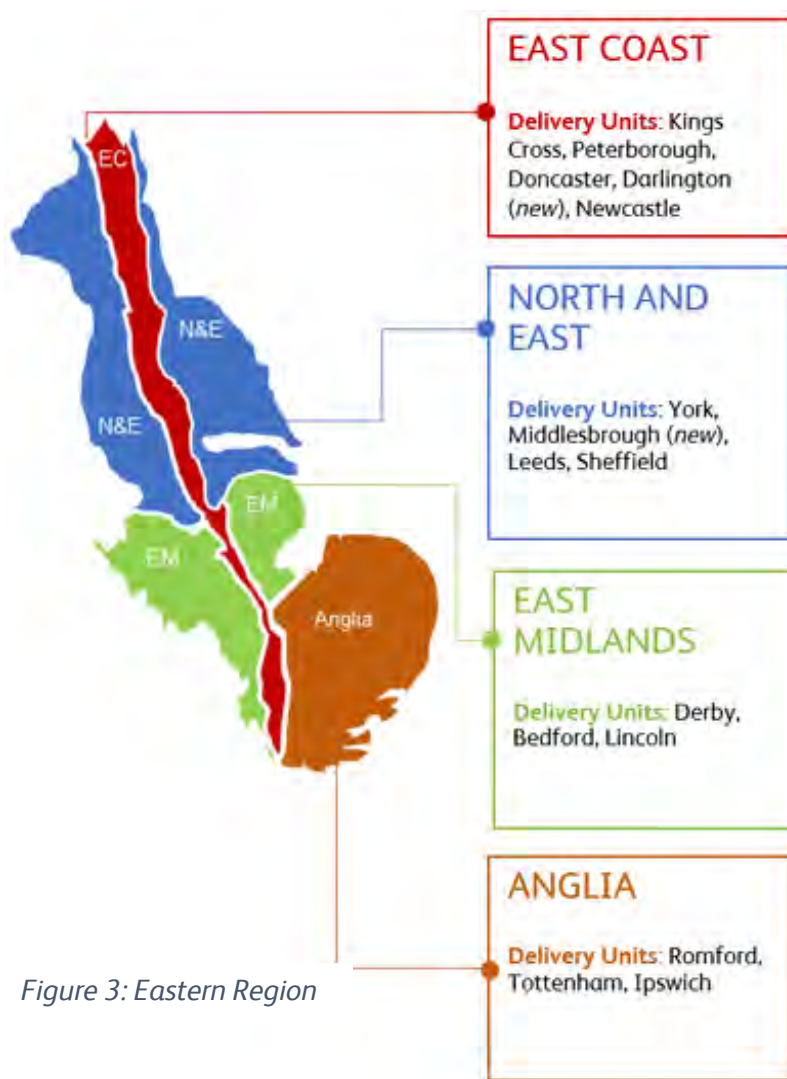 EAST COAST
Delivery Units: Kings
Cross, Peterborough,
Doncaster, Darlington
(new), Newcastle
EC
NORTH AND
EAST
Delivery Units: York,
Middlesbrough (new),
Leeds, Sheffield
N&E
N&E
EM
EM
EAST
MIDLANDS
Delivery Units: Derby,
Bedford, Lincoln
Anglia
ANGLIA
Delivery Units: Romford,
Tottenham, Ipswich
Figure 3: Eastern Region